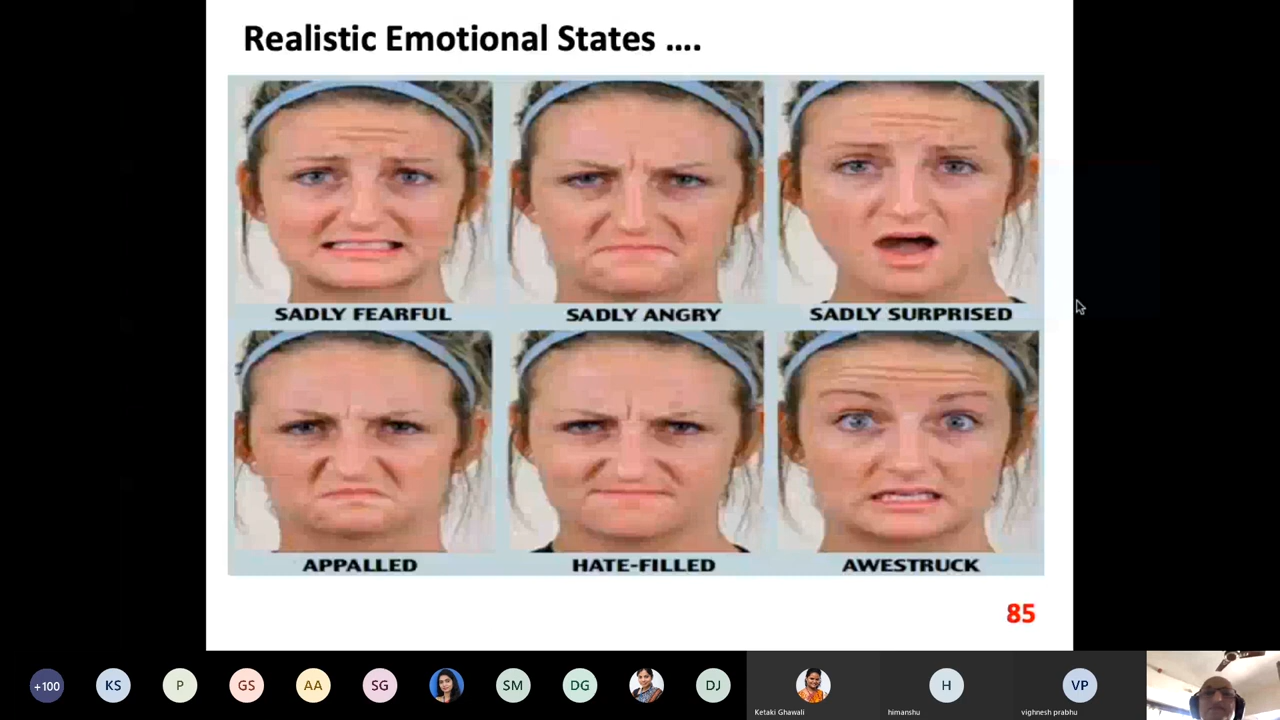 Realistic Emotional States ....
SADLY FEARFUL SADLY ANGRY SADLY SURPRISED
APPALLED HATE-FILLED AWESTRUCK
85
+100 KS P GS AA SG SM DG DJ H VP
Ketaki Ghawali himanshu vighnesh prabhu